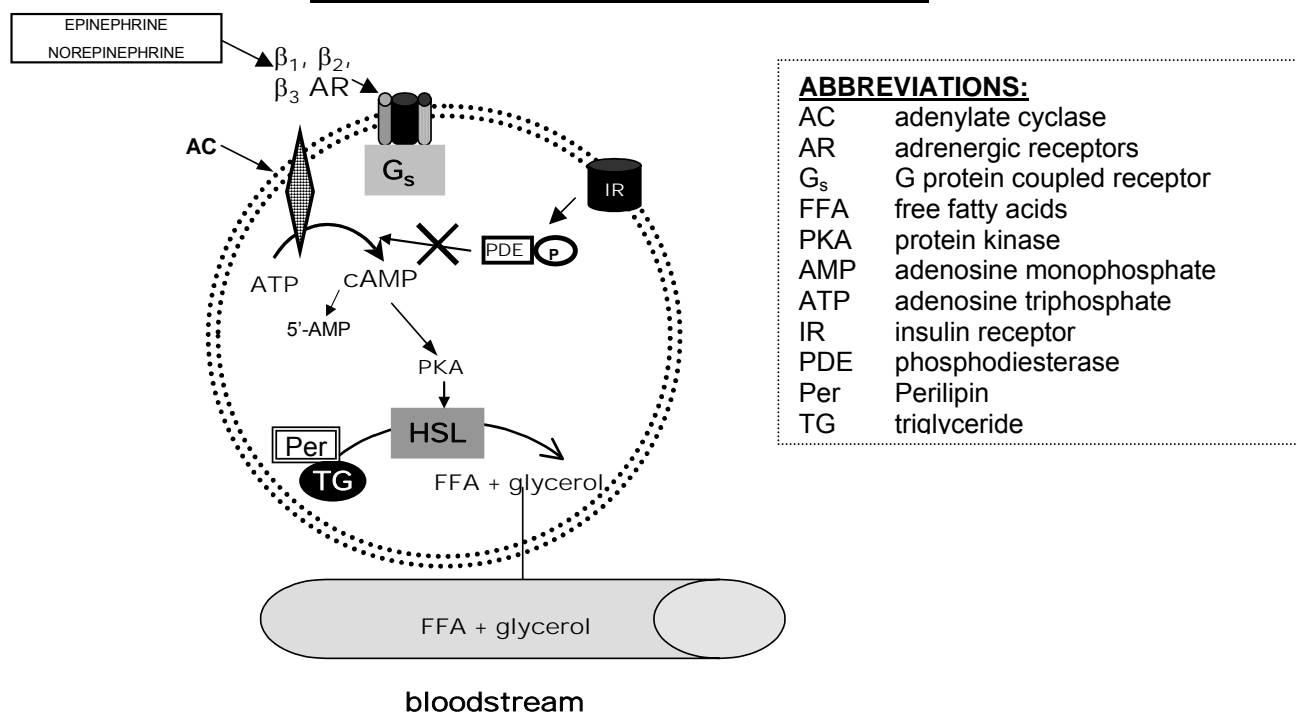 EPINEPHRINE
NOREPINEPHRINE
β1, β2,
β3 AR
AC
Gs
IR
PDE
P
ATP
cAMP
5'-AMP
PKA
HSL
Per
TG
FFA + glycerol
FFA + glycerol
bloodstream
ABBREVIATIONS:
AC adenylate cyclase
AR adrenergic receptors
Gs G protein coupled receptor
FFA free fatty acids
PKA protein kinase
AMP adenosine monophosphate
ATP adenosine triphosphate
IR insulin receptor
PDE phosphodiesterase
Per Perilipin
TG triglyceride